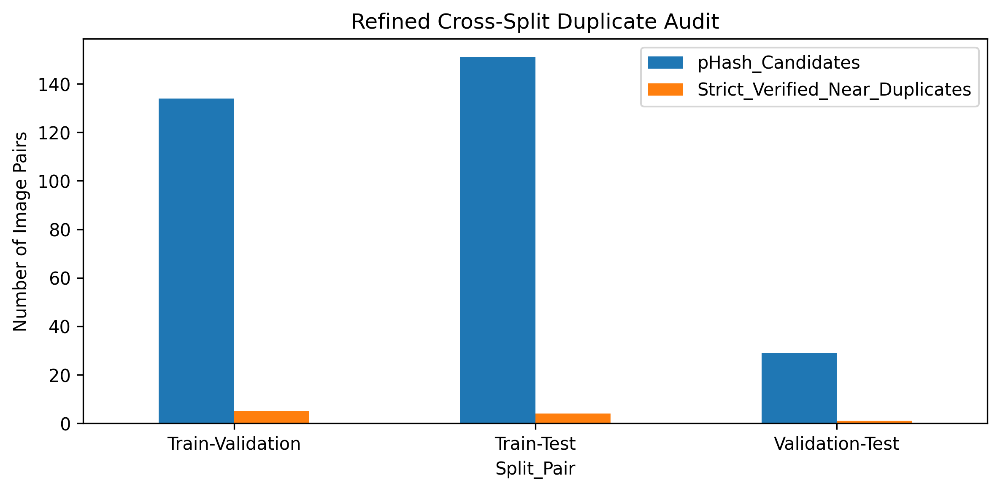 Refined Cross-Split Duplicate Audit
pHash_Candidates
Strict_Verified_Near_Duplicates
Number of Image Pairs
140
120
100
80
60
40
20
0
Train-Validation
Train-Test
Validation-Test
Split_Pair